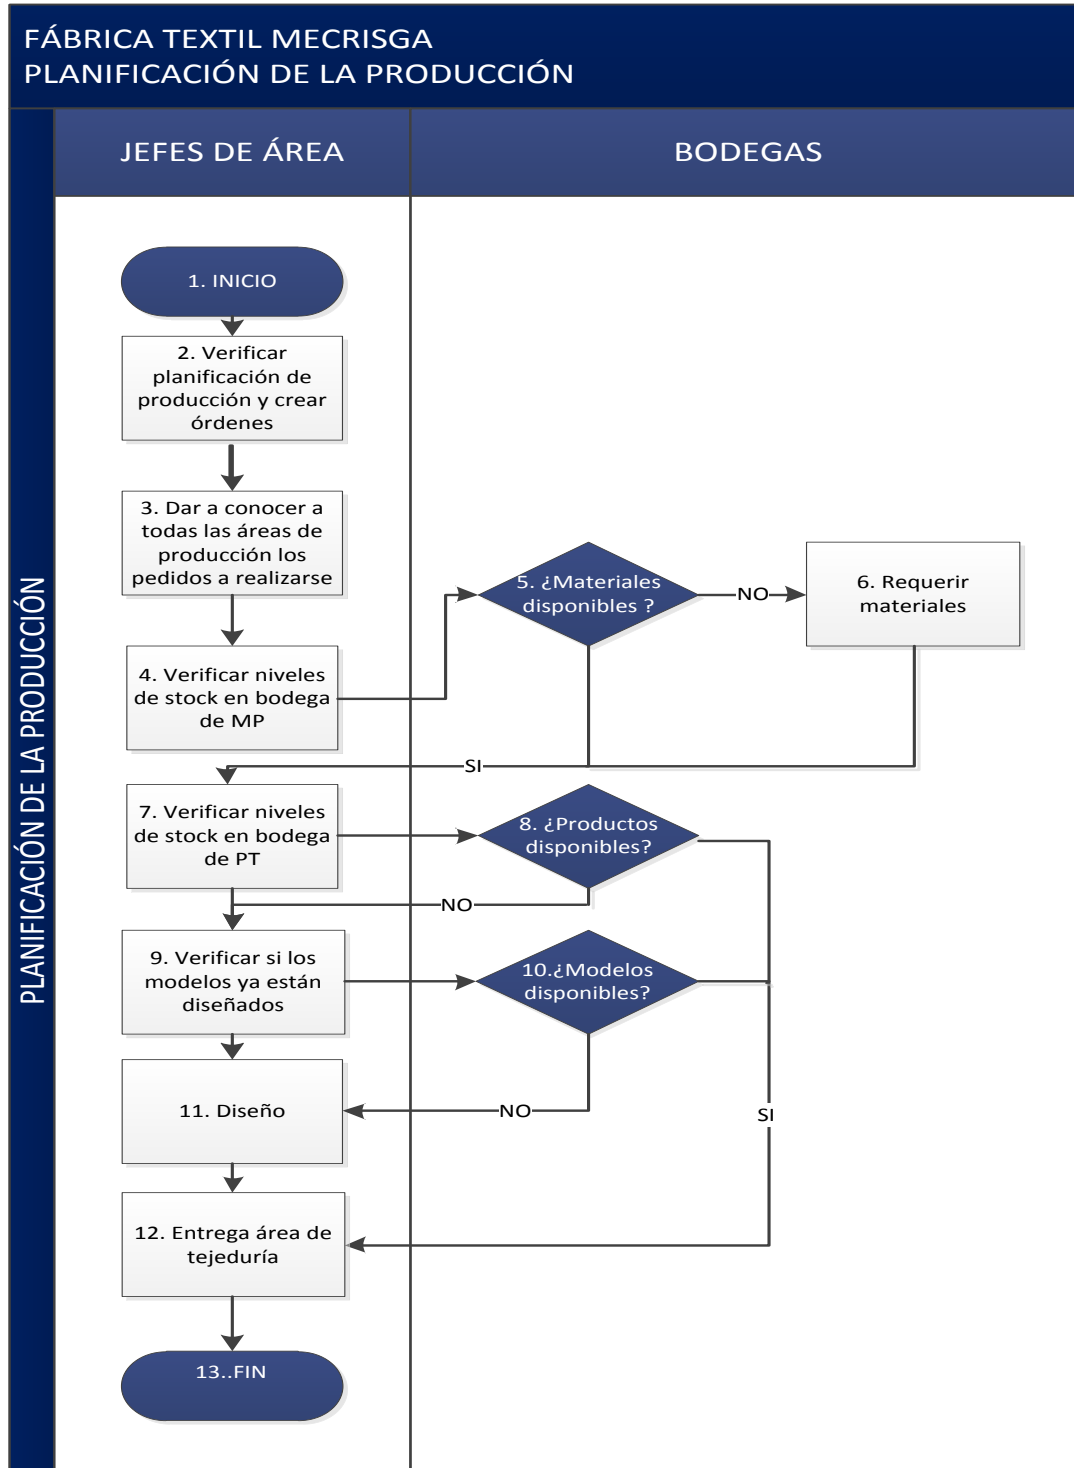 FÁBRICA TEXTIL MECRISGA
PLANIFICACIÓN DE LA PRODUCCIÓN
PLANIFICACIÓN DE LA PRODUCCIÓN
JEFES DE ÁREA
BODEGAS
1. INICIO
2. Verificar
planificación de
producción y crear
órdenes
3. Dar a conocer a
todas las áreas de
producción los
pedidos a realizarse
4. Verificar niveles
de stock en bodega
de MP
5. ¿Materiales
disponibles ?
NO
6. Requerir
materiales
SI
7. Verificar niveles
de stock en bodega
de PT
8. ¿Productos
disponibles?
NO
9. Verificar si los
modelos ya están
diseñados
10.¿Modelos
disponibles?
NO
SI
11. Diseño
12. Entrega área de
tejeduría
13..FIN